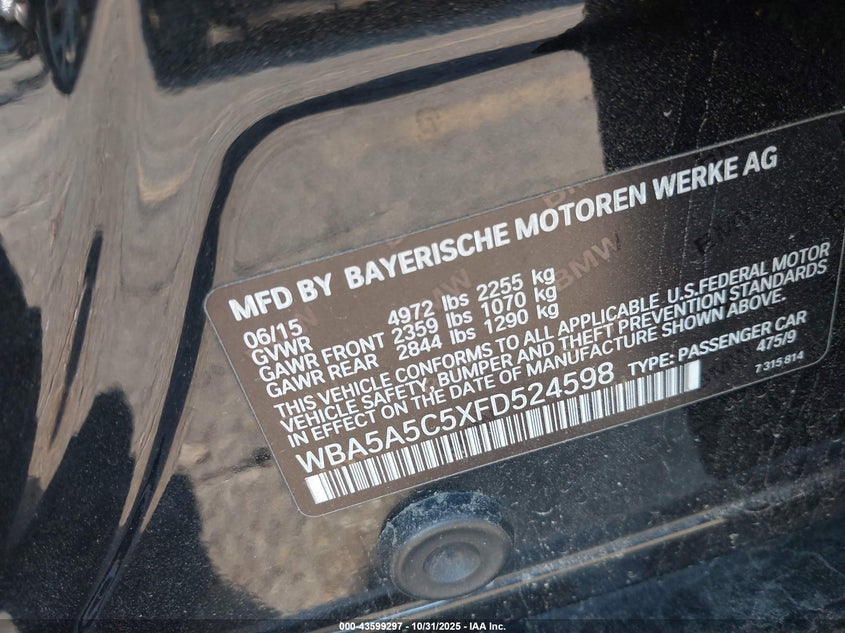 MFD BY BAYERISCHE MOTOREN WERKE AG
06/15
GVWR 4972 lbs 2255 kg
GAWR FRONT 2359 lbs 1070 kg
GAWR REAR 2844 lbs 1290 kg
THIS VEHICLE CONFORMS TO ALL APPLICABLE U.S.FEDERAL MOTOR
VEHICLE SAFETY, BUMPER AND THEFT PREVENTION STANDARDS
IN EFFECT ON THE DATE OF MANUFACTURE SHOWN ABOVE.
WBA5A5C5XFD524598 TYPE: PASSENGER CAR
475/9
7 315 814
BMW
000-43599297 - 10/31/2025 - IAA Inc.